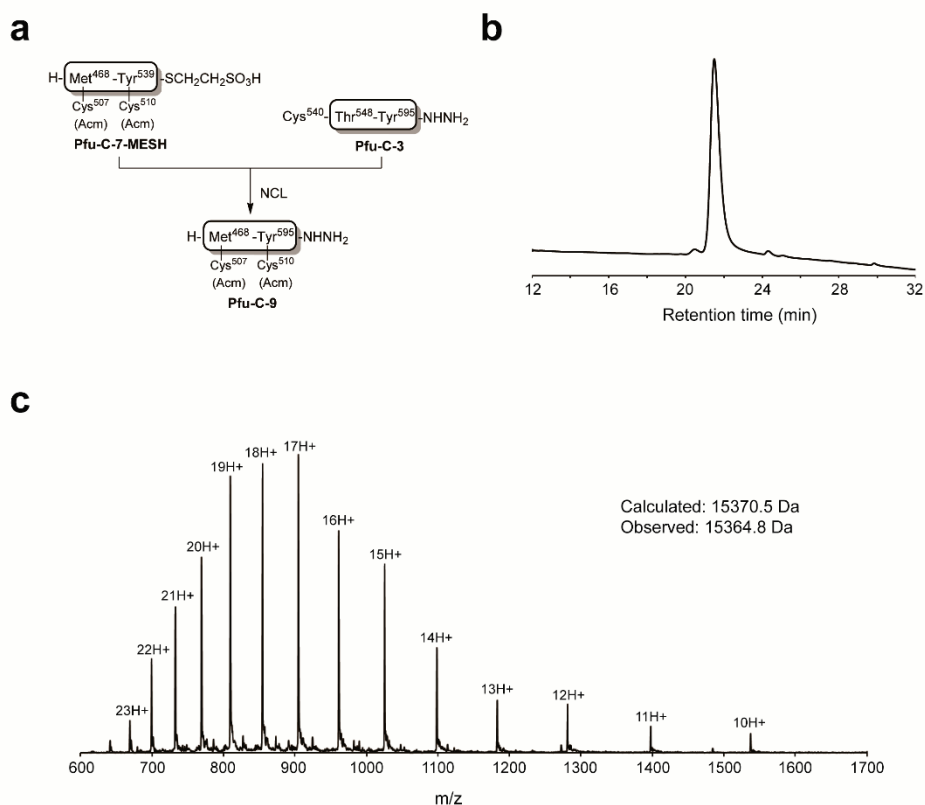 a
H- Met⁴⁶⁸ -Tyr⁵³⁹ -SCH₂CH₂SO₃H
Cys⁵⁰⁷ Cys⁵¹⁰
(Acm) (Acm)
Pfu-C-7-MESH
Cys⁵⁴⁰- Thr⁵⁴⁸-Tyr⁵⁹⁵ -NHNH₂
Pfu-C-3
NCL
H- Met⁴⁶⁸ -Tyr⁵⁹⁵ -NHNH₂
Cys⁵⁰⁷ Cys⁵¹⁰
(Acm) (Acm)
Pfu-C-9
b
12 16 20 24 28 32
Retention time (min)
c
17H+
18H+
19H+
16H+
20H+
15H+
21H+
14H+
22H+
13H+
12H+
23H+
11H+
10H+
Calculated: 15370.5 Da
Observed: 15364.8 Da
600 700 800 900 1000 1100 1200 1300 1400 1500 1600 1700
m/z